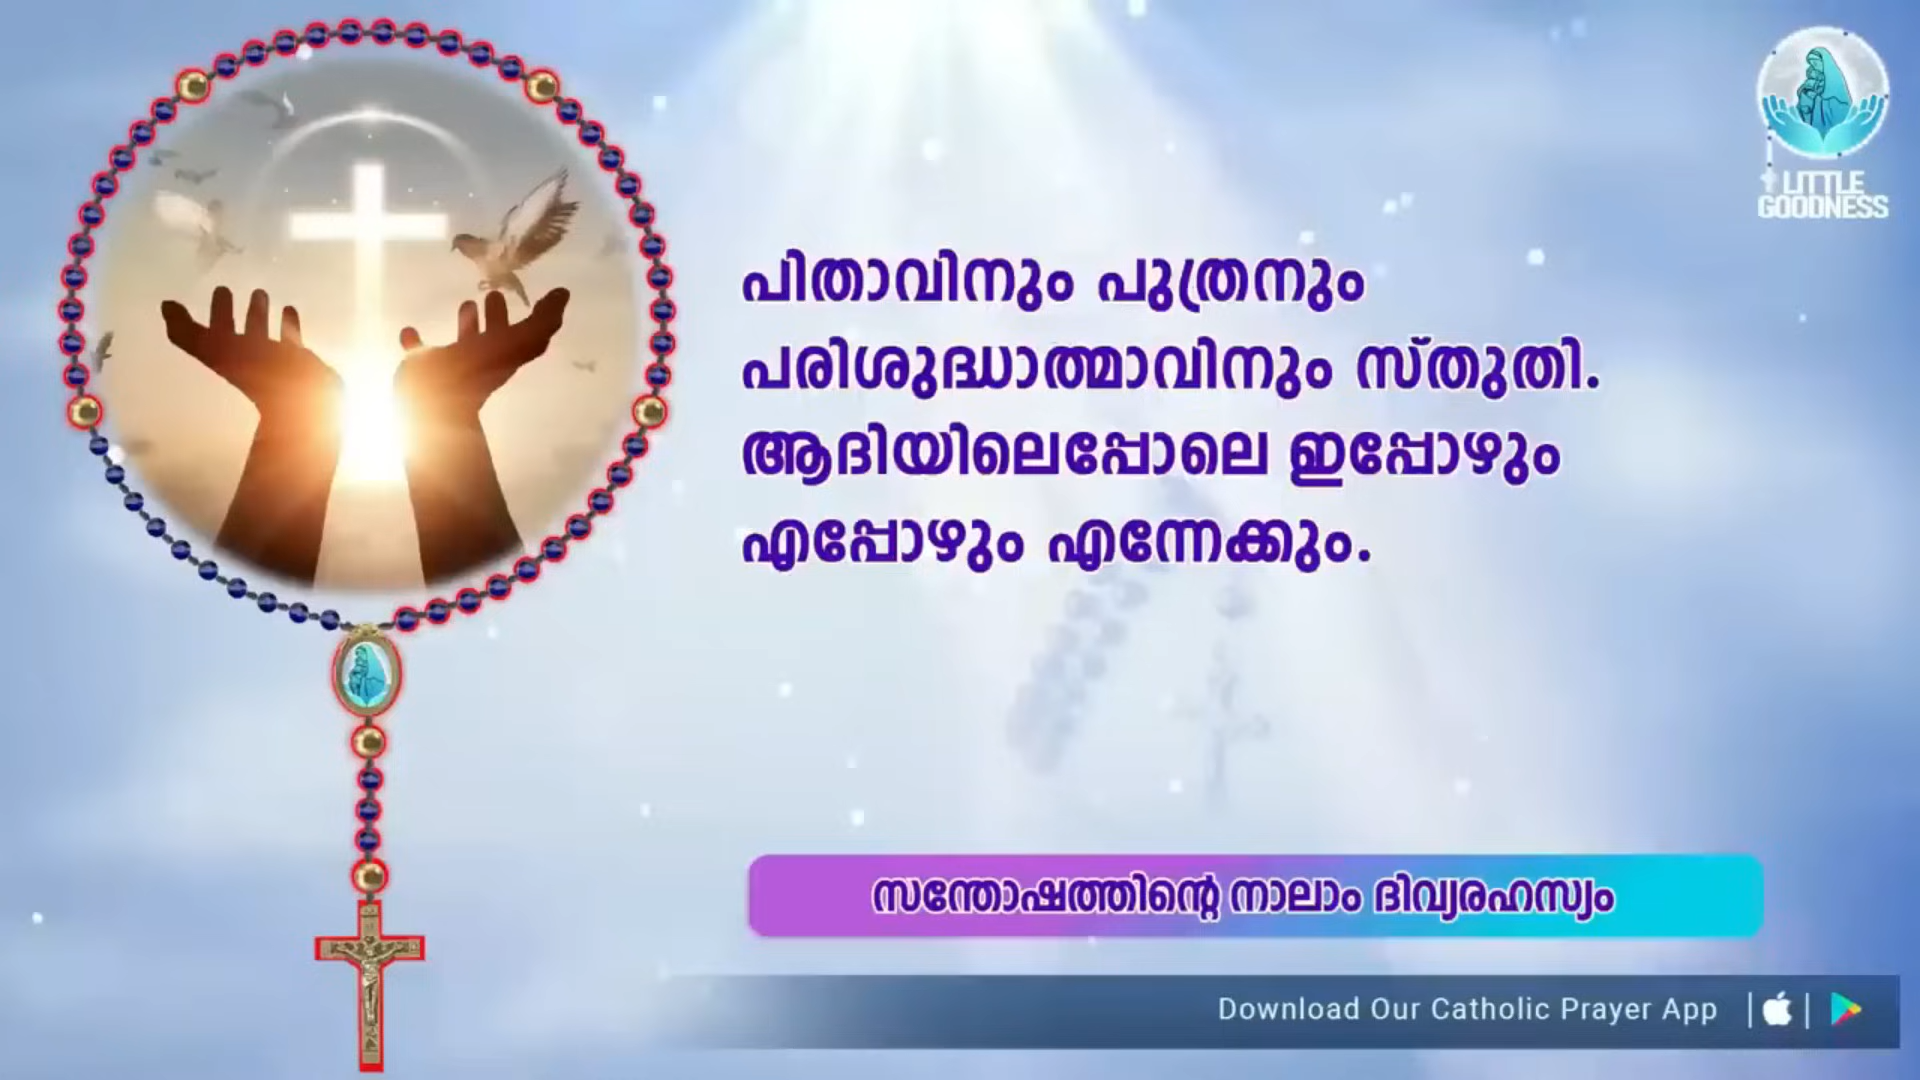 LITTLE
GOODNESS
പിതാവിനും പുത്രനും
പരിശുദ്ധാത്മാവിനും സ്തുതി.
ആദിയിലെപ്പോലെ ഇപ്പോഴും
എപ്പോഴും എന്നേക്കും.
സന്തോഷത്തിന്റെ നാലാം ദിവ്യരഹസ്യം
Download Our Catholic Prayer App